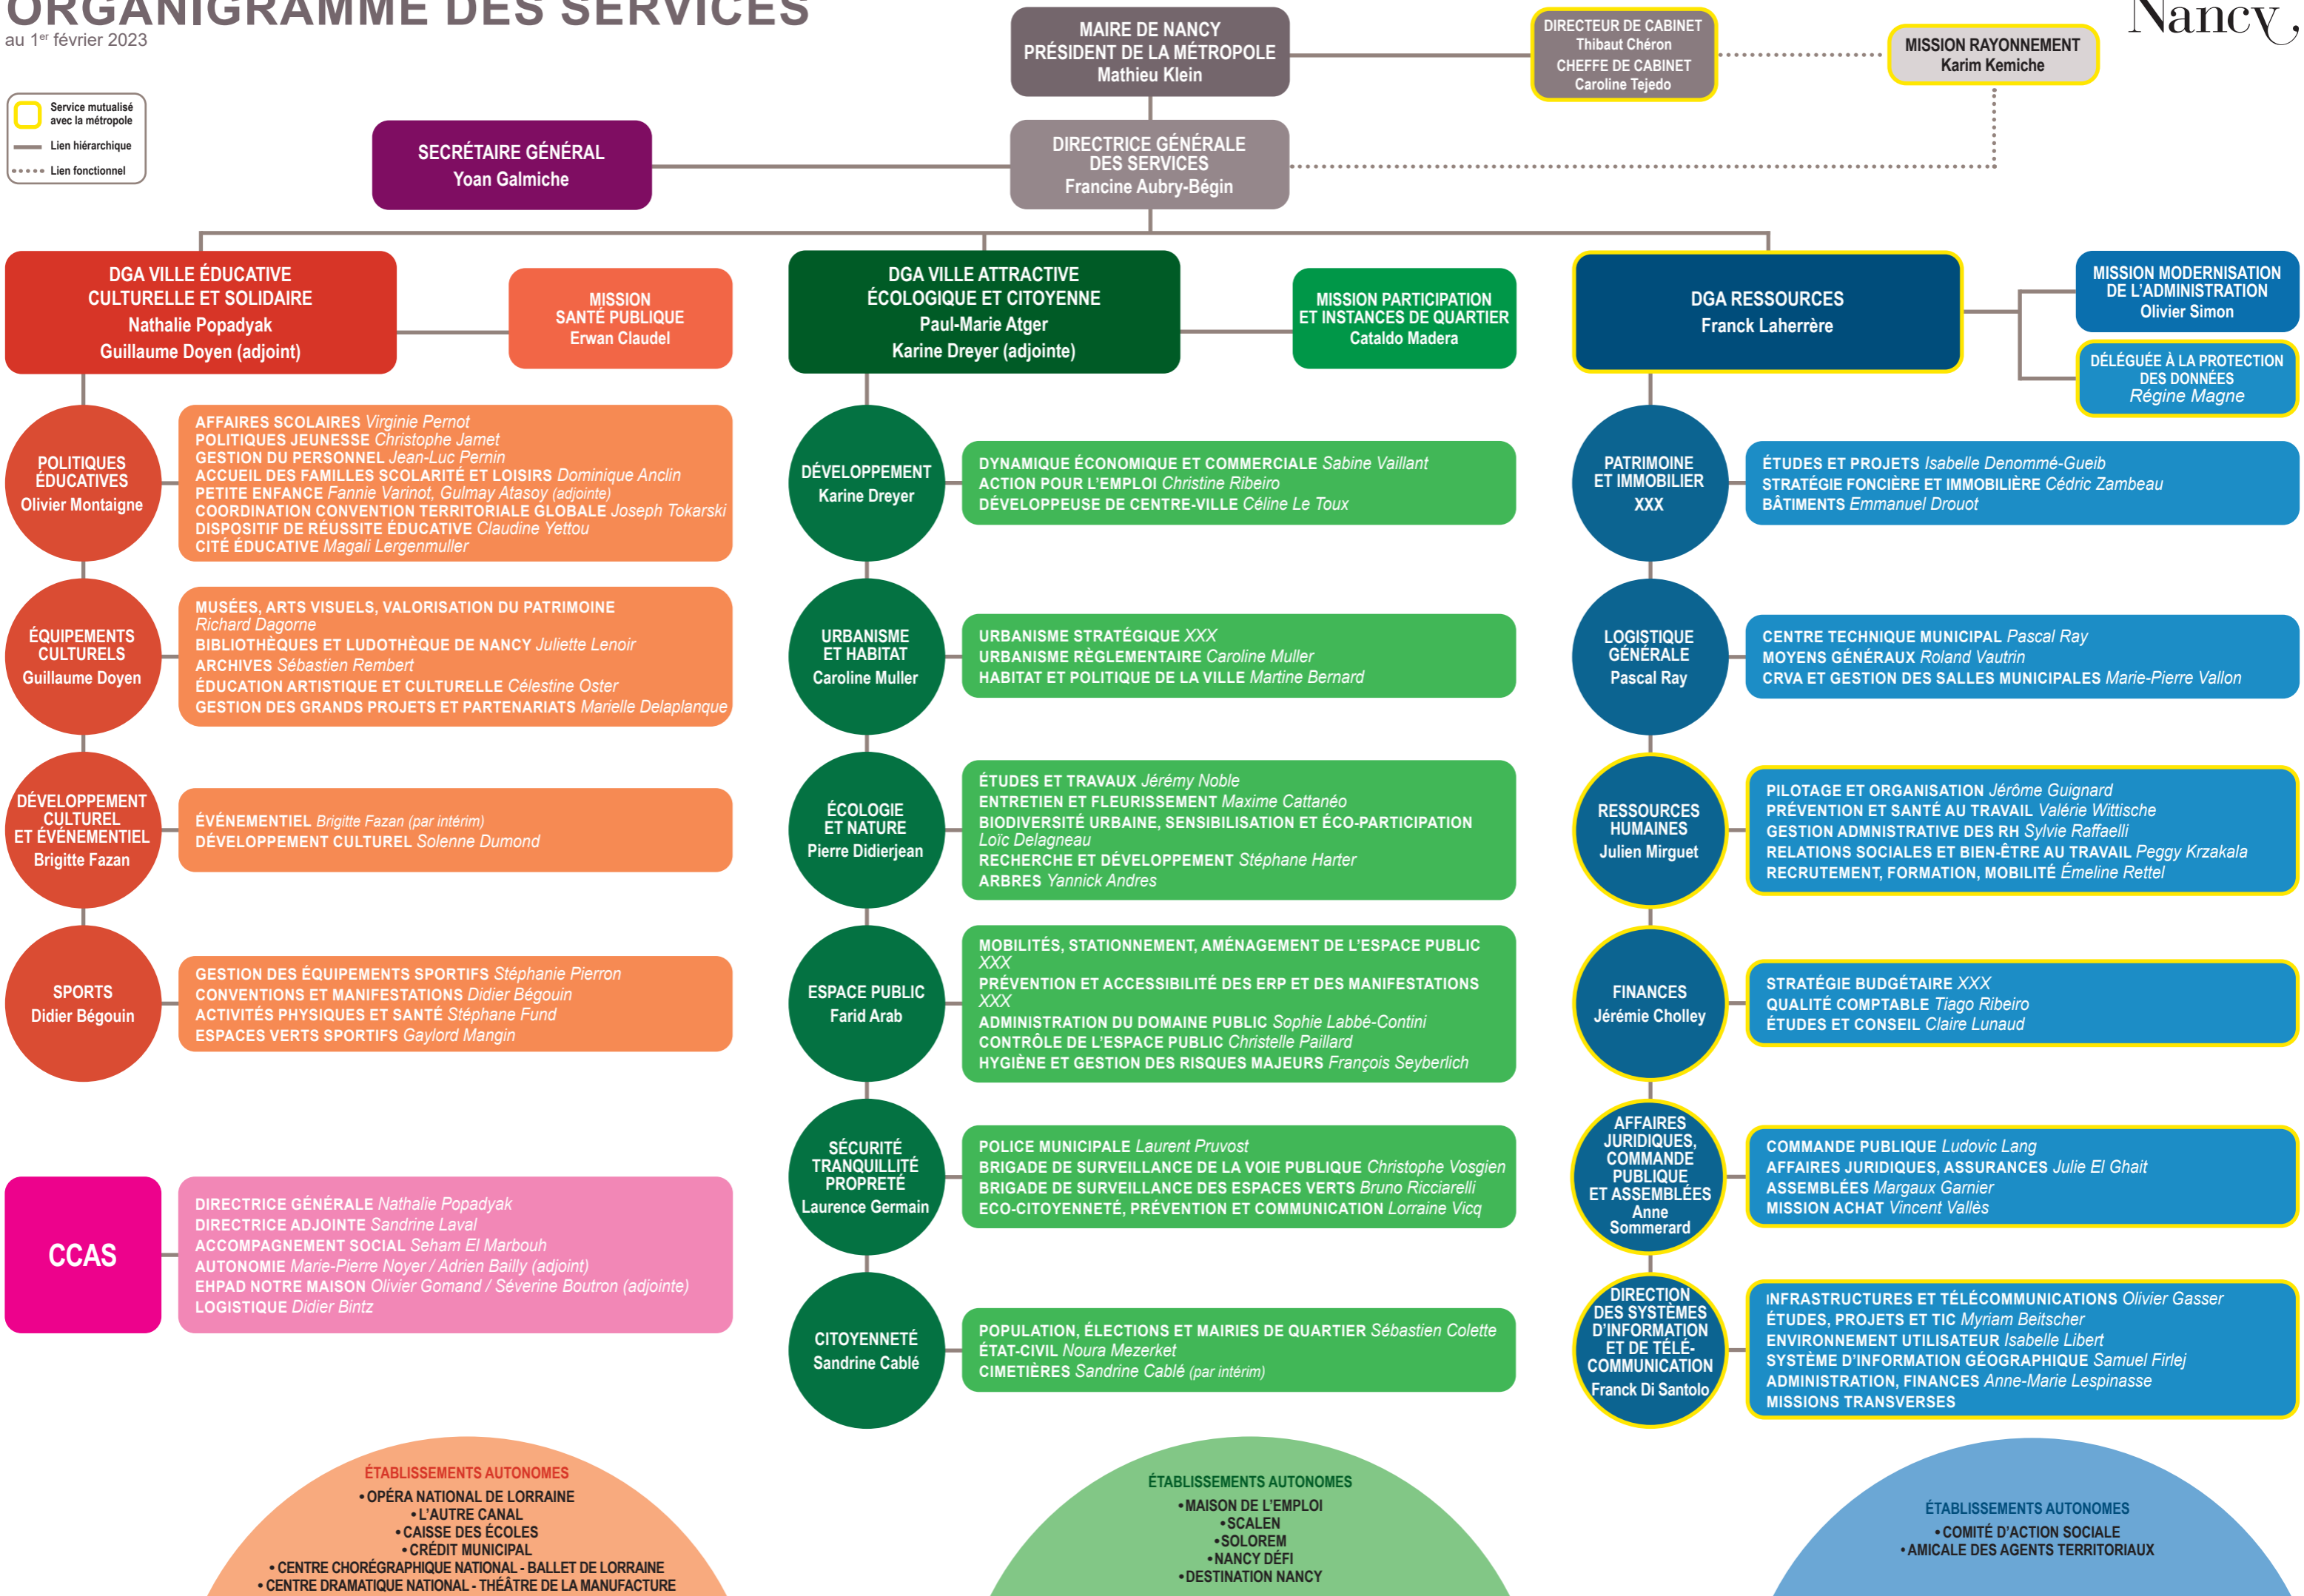 ORGANIGRAMME DES SERVICES
au 1er février 2023
Nancy,
Service mutualisé
avec la métropole
Lien hiérarchique
Lien fonctionnel
MAIRE DE NANCY
PRÉSIDENT DE LA MÉTROPOLE
Mathieu Klein
DIRECTEUR DE CABINET
Thibaut Chéron
CHEFFE DE CABINET
Caroline Tejedo
MISSION RAYONNEMENT
Karim Kemiche
SECRÉTAIRE GÉNÉRAL
Yoan Galmiche
DIRECTRICE GÉNÉRALE
DES SERVICES
Francine Aubry-Bégin
DGA VILLE ÉDUCATIVE
CULTURELLE ET SOLIDAIRE
Nathalie Popadyak
Guillaume Doyen (adjoint)
MISSION
SANTÉ PUBLIQUE
Erwan Claudel
POLITIQUES
ÉDUCATIVES
Olivier Montaigne
AFFAIRES SCOLAIRES Virginie Pernot
POLITIQUES JEUNESSE Christophe Jamet
GESTION DU PERSONNEL Jean-Luc Pernin
ACCUEIL DES FAMILLES SCOLARITÉ ET LOISIRS Dominique Anclin
PETITE ENFANCE Fannie Varinot, Gulmay Atasoy (adjointe)
COORDINATION CONVENTION TERRITORIALE GLOBALE Joseph Tokarski
DISPOSITIF DE RÉUSSITE ÉDUCATIVE Claudine Yettou
CITÉ ÉDUCATIVE Magali Lergenmuller
ÉQUIPEMENTS
CULTURELS
Guillaume Doyen
MUSÉES, ARTS VISUELS, VALORISATION DU PATRIMOINE
Richard Dagorne
BIBLIOTHÈQUES ET LUDOTHÈQUE DE NANCY Juliette Lenoir
ARCHIVES Sébastien Rembert
ÉDUCATION ARTISTIQUE ET CULTURELLE Célestine Oster
GESTION DES GRANDS PROJETS ET PARTENARIATS Marielle Delaplanque
DÉVELOPPEMENT
CULTUREL
ET ÉVÉNEMENTIEL
Brigitte Fazan
ÉVÉNEMENTIEL Brigitte Fazan (par intérim)
DÉVELOPPEMENT CULTUREL Solenne Dumond
SPORTS
Didier Bégouin
GESTION DES ÉQUIPEMENTS SPORTIFS Stéphanie Pierron
CONVENTIONS ET MANIFESTATIONS Didier Bégouin
ACTIVITÉS PHYSIQUES ET SANTÉ Stéphane Fund
ESPACES VERTS SPORTIFS Gaylord Mangin
CCAS
DIRECTRICE GÉNÉRALE Nathalie Popadyak
DIRECTRICE ADJOINTE Sandrine Laval
ACCOMPAGNEMENT SOCIAL Seham El Marbouh
AUTONOMIE Marie-Pierre Noyer / Adrien Bailly (adjoint)
EHPAD NOTRE MAISON Olivier Gomand / Séverine Boutron (adjointe)
LOGISTIQUE Didier Bintz
ÉTABLISSEMENTS AUTONOMES
• OPÉRA NATIONAL DE LORRAINE
• L'AUTRE CANAL
• CAISSE DES ÉCOLES
• CRÉDIT MUNICIPAL
• CENTRE CHORÉGRAPHIQUE NATIONAL - BALLET DE LORRAINE
• CENTRE DRAMATIQUE NATIONAL - THÉÂTRE DE LA MANUFACTURE
DGA VILLE ATTRACTIVE
ÉCOLOGIQUE ET CITOYENNE
Paul-Marie Atger
Karine Dreyer (adjointe)
MISSION PARTICIPATION
ET INSTANCES DE QUARTIER
Cataldo Madera
DÉVELOPPEMENT
Karine Dreyer
DYNAMIQUE ÉCONOMIQUE ET COMMERCIALE Sabine Vaillant
ACTION POUR L'EMPLOI Christine Ribeiro
DÉVELOPPEUSE DE CENTRE-VILLE Céline Le Toux
URBANISME
ET HABITAT
Caroline Muller
URBANISME STRATÉGIQUE XXX
URBANISME RÈGLEMENTAIRE Caroline Muller
HABITAT ET POLITIQUE DE LA VILLE Martine Bernard
ÉCOLOGIE
ET NATURE
Pierre Didierjean
ÉTUDES ET TRAVAUX Jérémy Noble
ENTRETIEN ET FLEURISSEMENT Maxime Cattanéo
BIODIVERSITÉ URBAINE, SENSIBILISATION ET ÉCO-PARTICIPATION
Loïc Delagneau
RECHERCHE ET DÉVELOPPEMENT Stéphane Harter
ARBRES Yannick Andres
ESPACE PUBLIC
Farid Arab
MOBILITÉS, STATIONNEMENT, AMÉNAGEMENT DE L'ESPACE PUBLIC
XXX
PRÉVENTION ET ACCESSIBILITÉ DES ERP ET DES MANIFESTATIONS
XXX
ADMINISTRATION DU DOMAINE PUBLIC Sophie Labbé-Contini
CONTRÔLE DE L'ESPACE PUBLIC Christelle Paillard
HYGIÈNE ET GESTION DES RISQUES MAJEURS François Seyberlich
SÉCURITÉ
TRANQUILLITÉ
PROPRETÉ
Laurence Germain
POLICE MUNICIPALE Laurent Pruvost
BRIGADE DE SURVEILLANCE DE LA VOIE PUBLIQUE Christophe Vosgien
BRIGADE DE SURVEILLANCE DES ESPACES VERTS Bruno Ricciarelli
ECO-CITOYENNETÉ, PRÉVENTION ET COMMUNICATION Lorraine Vicq
CITOYENNETÉ
Sandrine Cablé
POPULATION, ÉLECTIONS ET MAIRIES DE QUARTIER Sébastien Colette
ÉTAT-CIVIL Noura Mezerket
CIMETIÈRES Sandrine Cablé (par intérim)
ÉTABLISSEMENTS AUTONOMES
• MAISON DE L'EMPLOI
• SCALEN
• SOLOREM
• NANCY DÉFI
• DESTINATION NANCY
DGA RESSOURCES
Franck Laherrère
MISSION MODERNISATION
DE L'ADMINISTRATION
Olivier Simon
DÉLÉGUÉE À LA PROTECTION
DES DONNÉES
Régine Magne
PATRIMOINE
ET IMMOBILIER
XXX
ÉTUDES ET PROJETS Isabelle Denommé-Gueib
STRATÉGIE FONCIÈRE ET IMMOBILIÈRE Cédric Zambeau
BÂTIMENTS Emmanuel Drouot
LOGISTIQUE
GÉNÉRALE
Pascal Ray
CENTRE TECHNIQUE MUNICIPAL Pascal Ray
MOYENS GÉNÉRAUX Roland Vautrin
CRVA ET GESTION DES SALLES MUNICIPALES Marie-Pierre Vallon
RESSOURCES
HUMAINES
Julien Mirguet
PILOTAGE ET ORGANISATION Jérôme Guignard
PRÉVENTION ET SANTÉ AU TRAVAIL Valérie Wittische
GESTION ADMNISTRATIVE DES RH Sylvie Raffaelli
RELATIONS SOCIALES ET BIEN-ÊTRE AU TRAVAIL Peggy Krzakala
RECRUTEMENT, FORMATION, MOBILITÉ Émeline Rettel
FINANCES
Jérémie Cholley
STRATÉGIE BUDGÉTAIRE XXX
QUALITÉ COMPTABLE Tiago Ribeiro
ÉTUDES ET CONSEIL Claire Lunaud
AFFAIRES
JURIDIQUES,
COMMANDE
PUBLIQUE
ET ASSEMBLÉES
Anne
Sommerard
COMMANDE PUBLIQUE Ludovic Lang
AFFAIRES JURIDIQUES, ASSURANCES Julie El Ghait
ASSEMBLÉES Margaux Garnier
MISSION ACHAT Vincent Vallès
DIRECTION
DES SYSTÈMES
D'INFORMATION
ET DE TÉLÉ-
COMMUNICATION
Franck Di Santolo
INFRASTRUCTURES ET TÉLÉCOMMUNICATIONS Olivier Gasser
ÉTUDES, PROJETS ET TIC Myriam Beitscher
ENVIRONNEMENT UTILISATEUR Isabelle Libert
SYSTÈME D'INFORMATION GÉOGRAPHIQUE Samuel Firlej
ADMINISTRATION, FINANCES Anne-Marie Lespinasse
MISSIONS TRANSVERSES
ÉTABLISSEMENTS AUTONOMES
• COMITÉ D'ACTION SOCIALE
• AMICALE DES AGENTS TERRITORIAUX